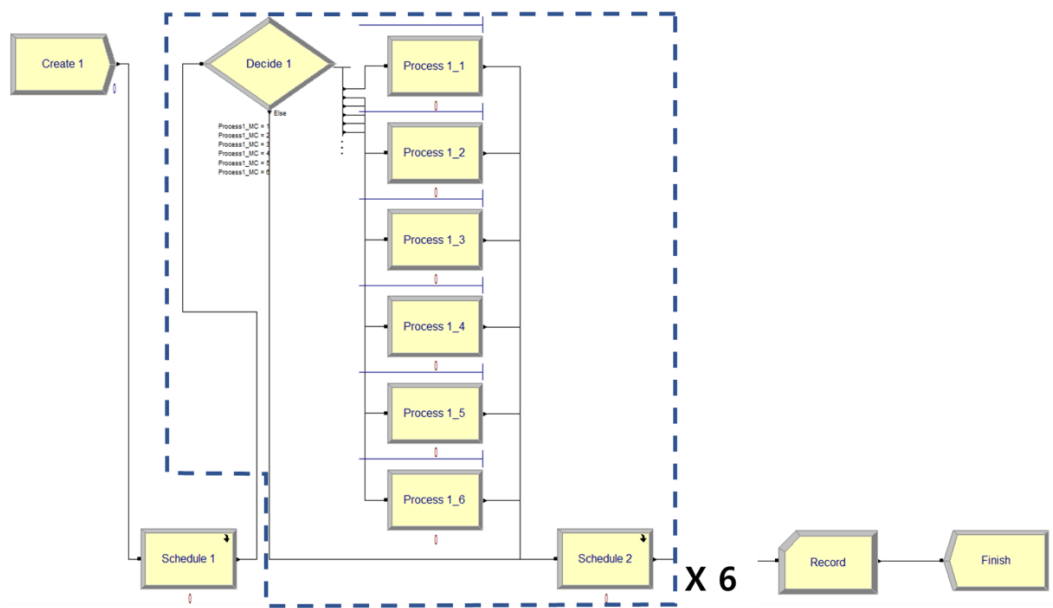 Create 1
Decide 1
Else
Process1_MC = 1
Process1_MC = 2
Process1_MC = 3
Process1_MC = 4
Process1_MC = 5
Process1_MC = 6
Process 1_1
0
Process 1_2
0
Process 1_3
0
Process 1_4
0
Process 1_5
0
Process 1_6
0
0
Schedule 1
0
Schedule 2
0
X 6
Record
Finish